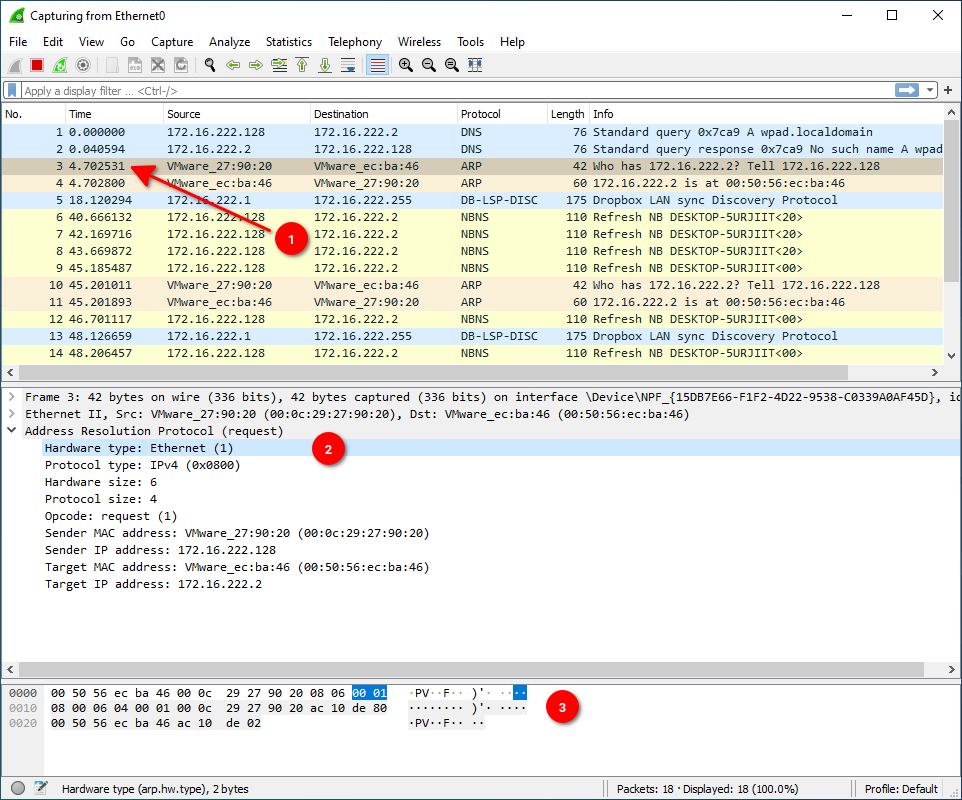 Capturing from Ethernet0
File Edit View Go Capture Analyze Statistics Telephony Wireless Tools Help
Apply a display filter ... <Ctrl-/>
No. Time Source Destination Protocol Length Info
1 0.000000 172.16.222.128 172.16.222.2 DNS 76 Standard query 0x7ca9 A wpad.localdomain
2 0.040594 172.16.222.2 172.16.222.128 DNS 76 Standard query response 0x7ca9 No such name A wpad
3 4.702531 VMware_27:90:20 VMware_ec:ba:46 ARP 42 Who has 172.16.222.2? Tell 172.16.222.128
4 4.702800 VMware_ec:ba:46 VMware_27:90:20 ARP 60 172.16.222.2 is at 00:50:56:ec:ba:46
5 18.120294 172.16.222.1 172.16.222.255 DB-LSP-DISC 175 Dropbox LAN sync Discovery Protocol
6 40.666132 172.16.222.128 172.16.222.2 NBNS 110 Refresh NB DESKTOP-5URJIIT<20>
7 42.169716 172.16.222.128 172.16.222.2 NBNS 110 Refresh NB DESKTOP-5URJIIT<20>
8 43.669872 172.16.222.128 172.16.222.2 NBNS 110 Refresh NB DESKTOP-5URJIIT<20>
9 45.185487 172.16.222.128 172.16.222.2 NBNS 110 Refresh NB DESKTOP-5URJIIT<00>
10 45.201011 VMware_27:90:20 VMware_ec:ba:46 ARP 42 Who has 172.16.222.2? Tell 172.16.222.128
11 45.201893 VMware_ec:ba:46 VMware_27:90:20 ARP 60 172.16.222.2 is at 00:50:56:ec:ba:46
12 46.701117 172.16.222.128 172.16.222.2 NBNS 110 Refresh NB DESKTOP-5URJIIT<00>
13 48.126659 172.16.222.1 172.16.222.255 DB-LSP-DISC 175 Dropbox LAN sync Discovery Protocol
14 48.206457 172.16.222.128 172.16.222.2 NBNS 110 Refresh NB DESKTOP-5URJIIT<00>
1
Frame 3: 42 bytes on wire (336 bits), 42 bytes captured (336 bits) on interface \Device\NPF_{15DB7E66-F1F2-4D22-9538-C0339A0AF45D}, id
Ethernet II, Src: VMware_27:90:20 (00:0c:29:27:90:20), Dst: VMware_ec:ba:46 (00:50:56:ec:ba:46)
Address Resolution Protocol (request)
Hardware type: Ethernet (1)
2
Protocol type: IPv4 (0x0800)
Hardware size: 6
Protocol size: 4
Opcode: request (1)
Sender MAC address: VMware_27:90:20 (00:0c:29:27:90:20)
Sender IP address: 172.16.222.128
Target MAC address: VMware_ec:ba:46 (00:50:56:ec:ba:46)
Target IP address: 172.16.222.2
0000 00 50 56 ec ba 46 00 0c 29 27 90 20 08 06 00 01 ·PV··F·· )'· ····
0010 08 00 06 04 00 01 00 0c 29 27 90 20 ac 10 de 80 ········ )'· ····
0020 00 50 56 ec ba 46 ac 10 de 02 ·PV··F·· ··
3
Hardware type (arp.hw.type), 2 bytes Packets: 18 · Displayed: 18 (100.0%) Profile: Default